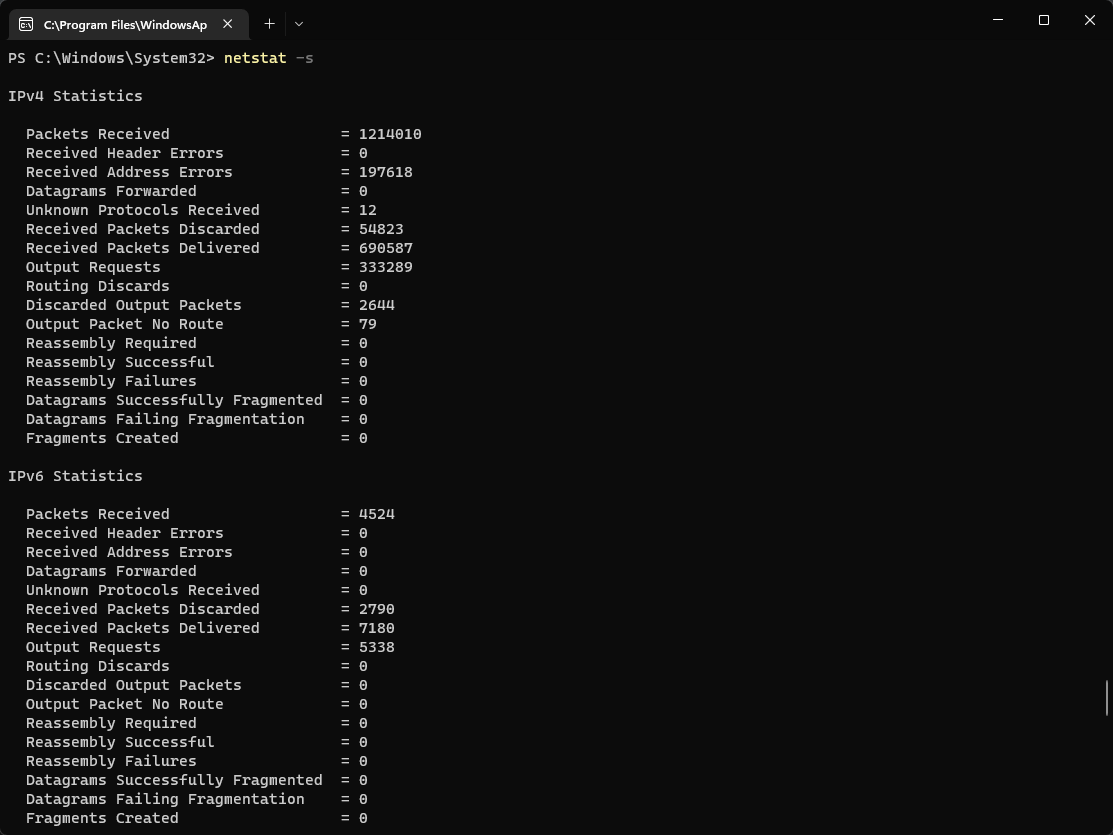 C:\Program Files\WindowsAp
PS C:\Windows\System32> netstat -s
IPv4 Statistics
Packets Received = 1214010
Received Header Errors = 0
Received Address Errors = 197618
Datagrams Forwarded = 0
Unknown Protocols Received = 12
Received Packets Discarded = 54823
Received Packets Delivered = 690587
Output Requests = 333289
Routing Discards = 0
Discarded Output Packets = 2644
Output Packet No Route = 79
Reassembly Required = 0
Reassembly Successful = 0
Reassembly Failures = 0
Datagrams Successfully Fragmented = 0
Datagrams Failing Fragmentation = 0
Fragments Created = 0
IPv6 Statistics
Packets Received = 4524
Received Header Errors = 0
Received Address Errors = 0
Datagrams Forwarded = 0
Unknown Protocols Received = 0
Received Packets Discarded = 2790
Received Packets Delivered = 7180
Output Requests = 5338
Routing Discards = 0
Discarded Output Packets = 0
Output Packet No Route = 0
Reassembly Required = 0
Reassembly Successful = 0
Reassembly Failures = 0
Datagrams Successfully Fragmented = 0
Datagrams Failing Fragmentation = 0
Fragments Created = 0